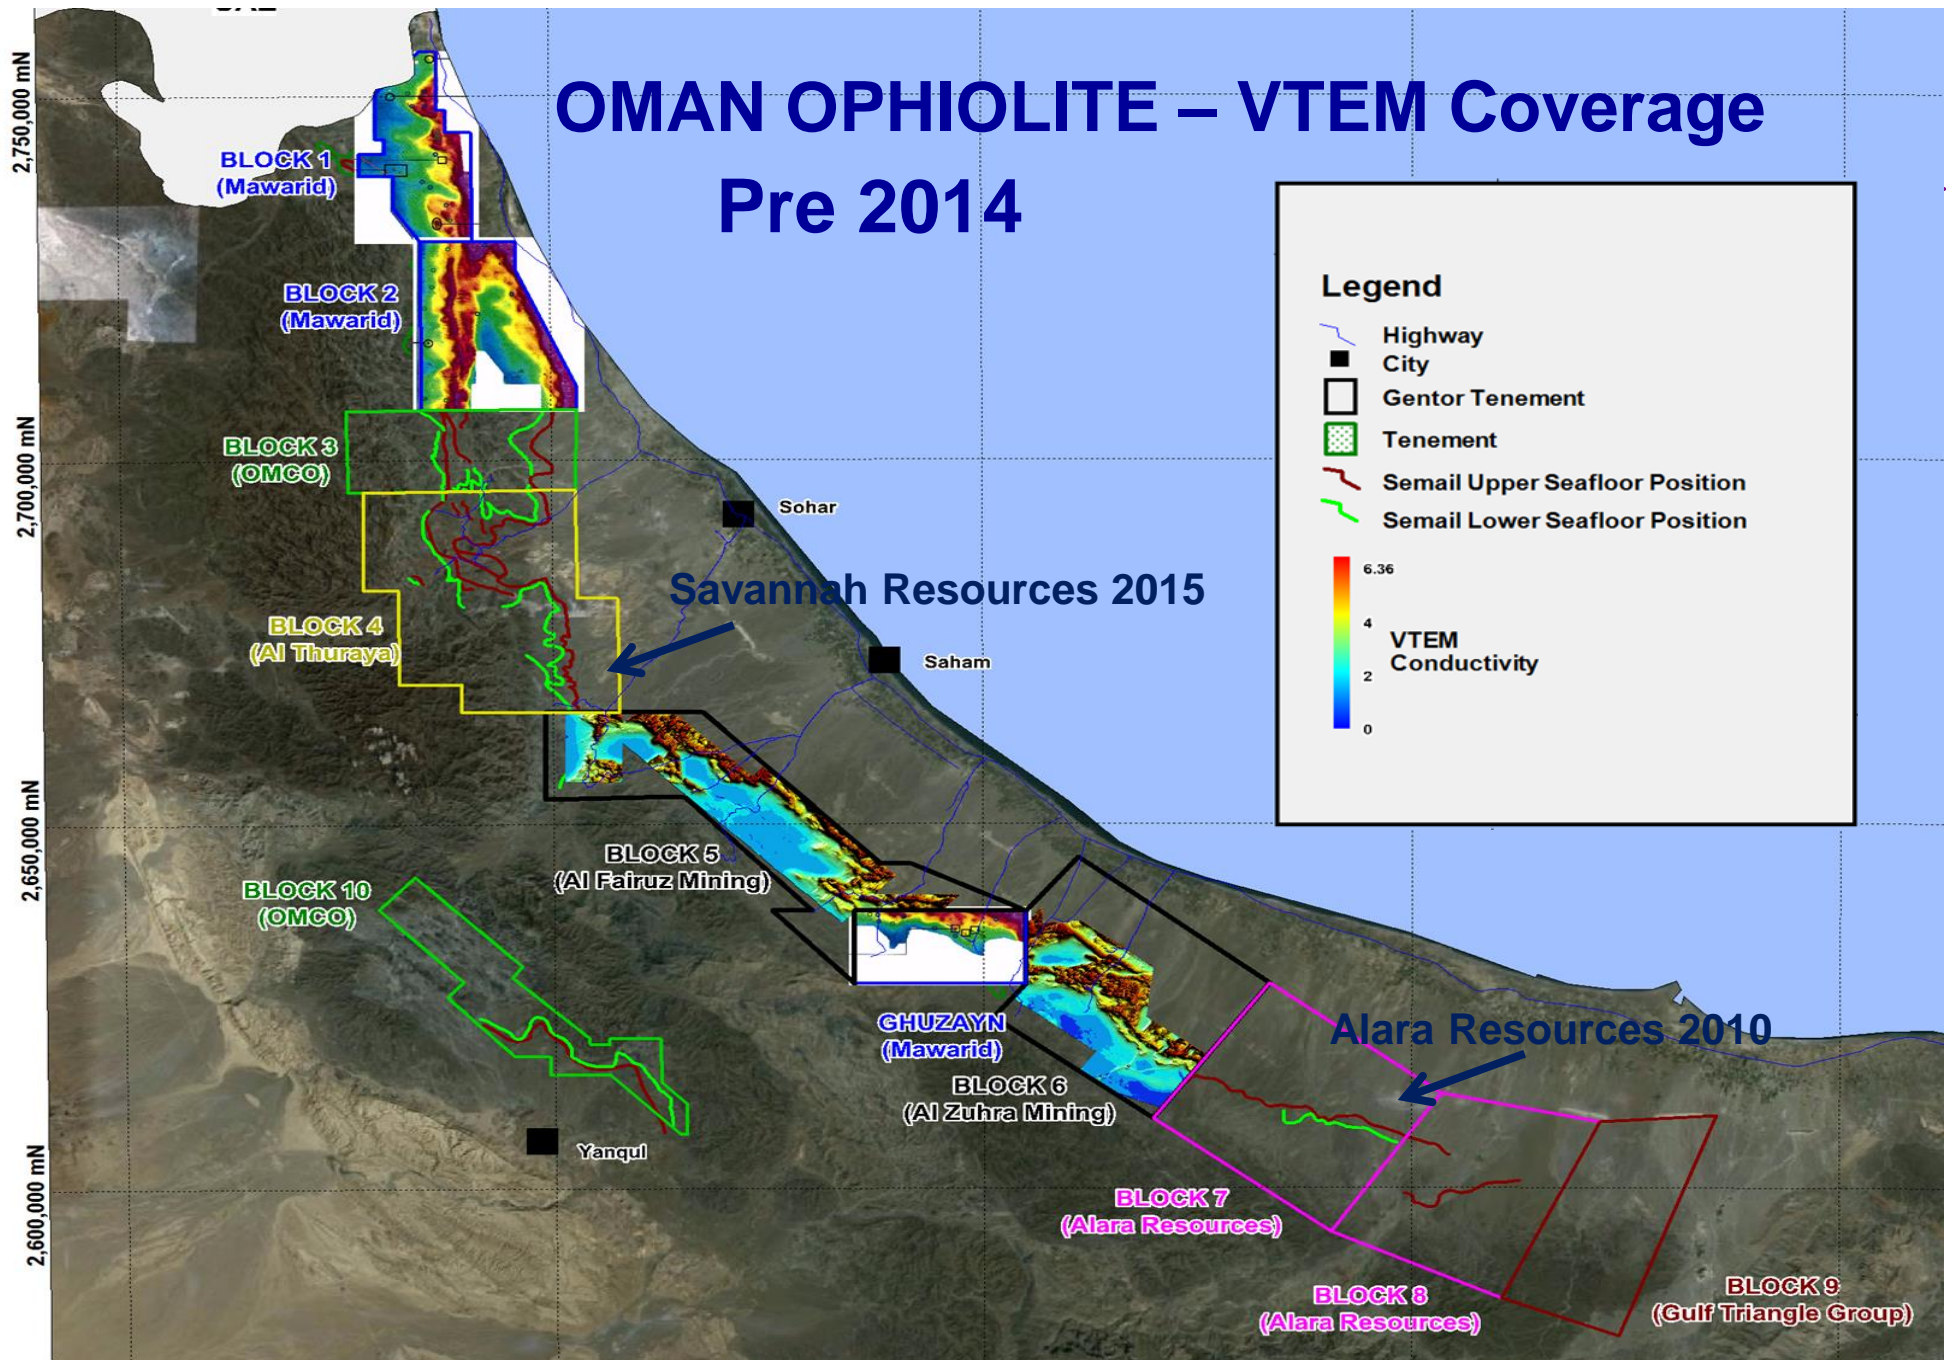 OMAN OPHIOLITE – VTEM Coverage
Pre 2014
2,750,000 mN
2,700,000 mN
2,650,000 mN
2,600,000 mN
BLOCK 1
(Mawarid)
BLOCK 2
(Mawarid)
BLOCK 3
(OMCO)
BLOCK 4
(Al Thuraya)
BLOCK 5
(Al Fairuz Mining)
BLOCK 10
(OMCO)
GHUZAYN
(Mawarid)
BLOCK 6
(Al Zuhra Mining)
BLOCK 7
(Alara Resources)
BLOCK 8
(Alara Resources)
BLOCK 9
(Gulf Triangle Group)
Sohar
Saham
Yanqul
Savannah Resources 2015
Alara Resources 2010
Legend
Highway
City
Gentor Tenement
Tenement
Semail Upper Seafloor Position
Semail Lower Seafloor Position
6.36
4
2
0
VTEM
Conductivity